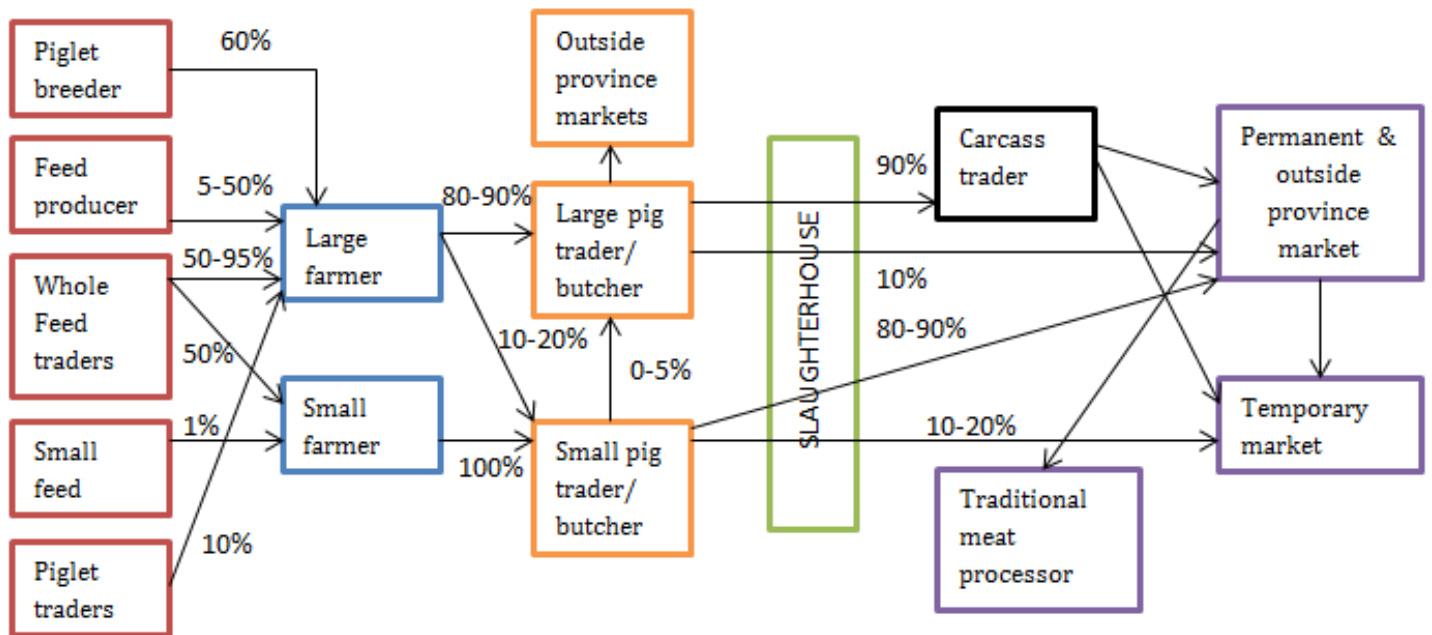 Piglet
breeder
60%
Feed
producer
5-50%
Whole
Feed
traders
50-95%
50%
Small
feed
1%
Piglet
traders
10%
Large
farmer
80-90%
10-20%
Small
farmer
100%
Outside
province
markets
Large pig
trader/
butcher
0-5%
Small pig
trader/
butcher
SLAUGHTERHOUSE
90%
10%
80-90%
10-20%
Carcass
trader
Traditional
meat
processor
Permanent &
outside
province
market
Temporary
market